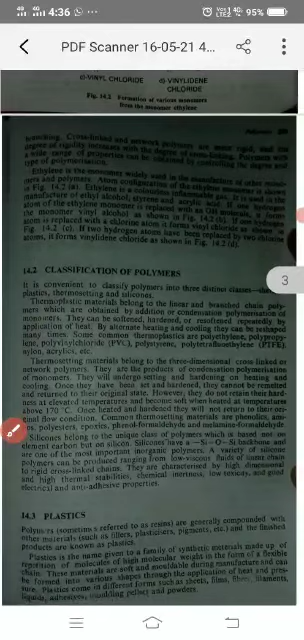 4:36
95%
PDF Scanner 16-05-21 4...
(c)-VINYL CHLORIDE (d)-VINYLIDENE
CHLORIDE
Fig. 14.2 Formation of various monomers
from the monomer ethylene
branching. Cross-linked and network polymers are more rigid, and the
degree of rigidity increases with the degree of cross-linking. Polymers with
a wide range of properties can be obtained by controlling the degree and
type of polymerisation.
Ethylene is the monomer widely used in the manufacture of other
mers and polymers. Atom configuration of the ethylene monomer is shown
in Fig. 14.2 (a). Ethylene is a colourless inflammable gas. It is used in the
manufacture of ethyl alcohol, styrene and acrylic acid. If one hydrogen
atom of the ethylene monomer is replaced with an OH molecule, it forms
the monomer vinyl alcohol as shown in Fig. 14.2 (b). If one hydrogen
atom is replaced with a chlorine atom it forms vinyl chloride as shown
in Fig. 14.2 (c). If two hydrogen atoms have been replaced by two chlorine
atoms, it forms vinylidene chloride as shown in Fig. 14.2 (d).
14.2 CLASSIFICATION OF POLYMERS
It is convenient to classify polymers into three distinct classes
plastics, thermosetting and silicones.
Thermoplastic materials belong to the linear and branched chain poly-
mers which are obtained by addition or condensation polymerisation of
monomers. They can be softened, hardened, or resoftened repeatedly by
application of heat. By alternate heating and cooling they can be reshaped
many times. Some common thermoplastics are polyethylene, polypropy-
lene, polyvinylchloride (PVC), polystyrene, polytetrafluoroethylene (PTFE),
nylon, acrylics, etc.
Thermosetting materials belong to the three-dimensional cross linked or
network polymers. They are the products of condensation polymerisation
of monomers. They will undergo setting and hardening on heating and
cooling. Once they have been set and hardened, they cannot be remelted
and returned to their original state. However; they do not retain their hard-
ness at elevated temperatures and become soft when heated at temperatures
above 170 °C. Once heated and hardened they will not return to their ori-
ginal flow condition. Common thermosetting materials are phenolics, ami-
nos, polyesters, epoxies, phenol-formaldehyde and melamine-formaldehyde.
Silicones belong to the unique class of polymers which is based not on
element carbon but on silicon. Silicones have a —Si—O—Si backbone and
are one of the most important inorganic polymers. A variety of silicone
polymers can be produced ranging from low-viscous fluids of some chain
to rigid cross-linked chains. They are characterised by high dimensional
and high thermal stabilities, chemical inertness, low toxicity, and good
electrical and anti-adhesive properties.
3
14.3 PLASTICS
Polymers (sometimes referred to as resins) are generally compounded with
other materials (such as fillers, plasticisers, pigments, etc.) and the finished
products are known as plastics.
Plastics is the name given to a family of synthetic materials made up of
repetition of molecules of high molecular weight in the form of a flexible
chain. These materials are soft and mouldable during manufacture and can
be formed into various shapes through the application of heat and pres-
sure. Plastics come in different forms such as sheets, films, fibres, filaments,
liquids, adhesives, moulding pellets and powders.